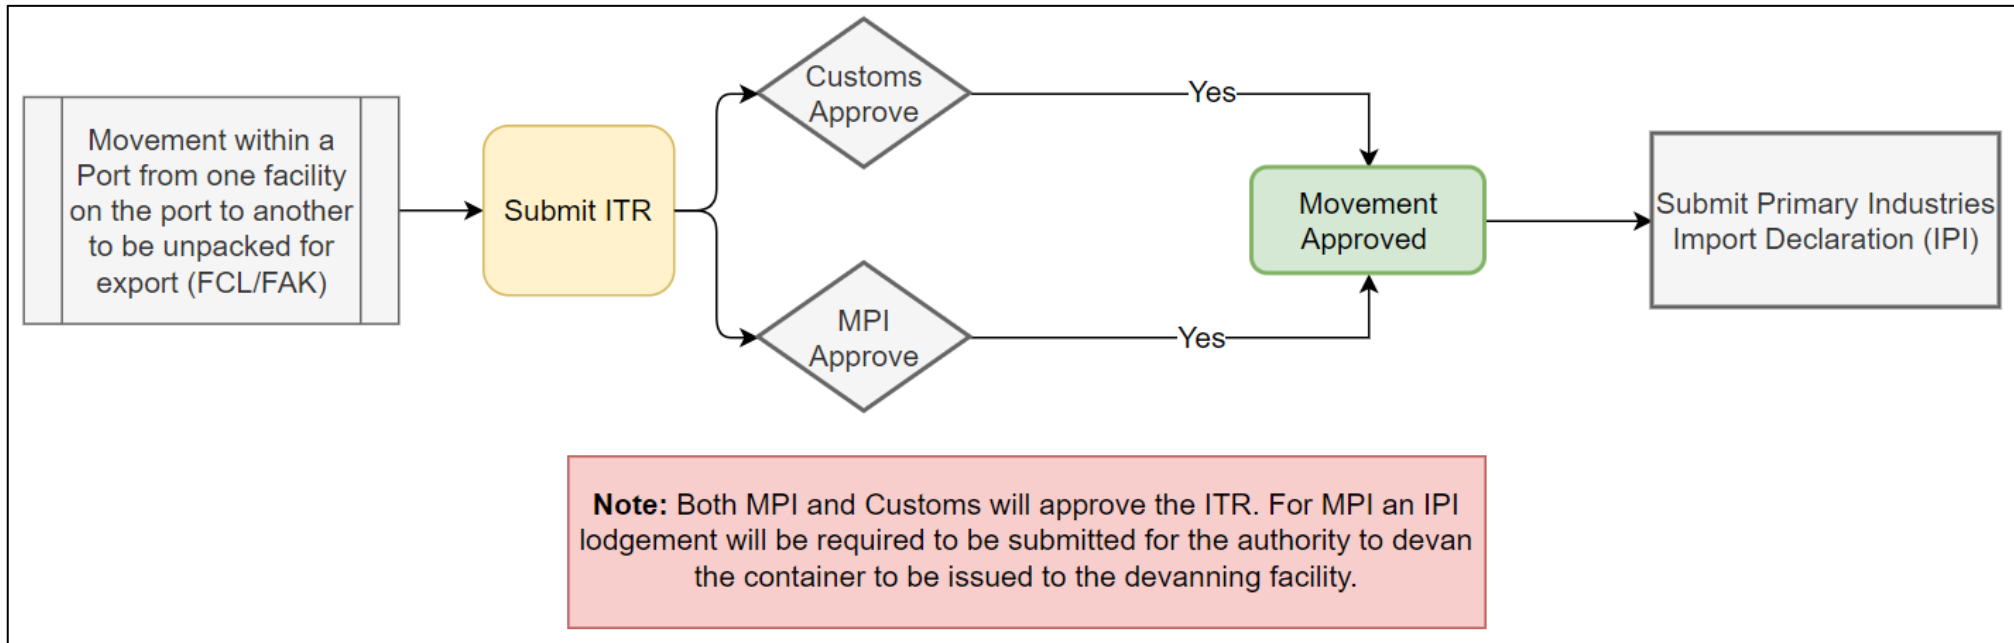 Movement within a
Port from one facility
on the port to another
to be unpacked for
export (FCL/FAK)
Submit ITR
Customs
Approve
Yes
MPI
Approve
Yes
Movement
Approved
Submit Primary Industries
Import Declaration (IPI)
Note: Both MPI and Customs will approve the ITR. For MPI an IPI
lodgement will be required to be submitted for the authority to devan
the container to be issued to the devanning facility.